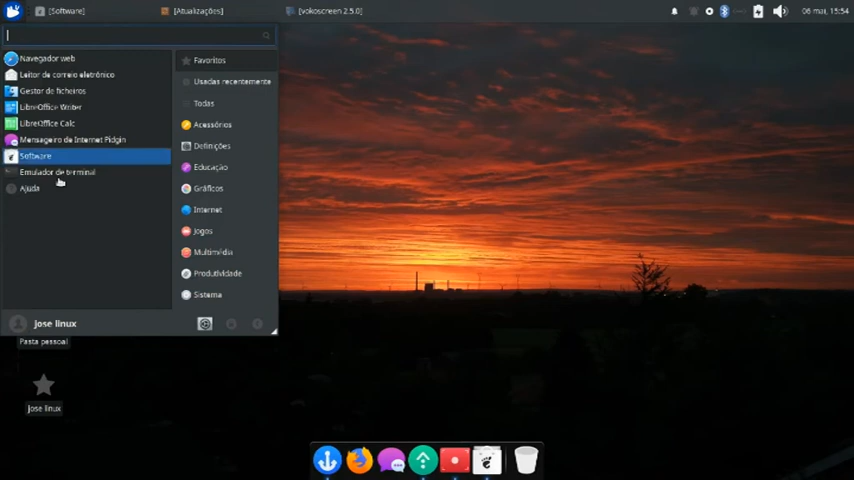 [Software]
[Atualizações]
[vokoscreen 2.5.0]
06 mai, 15:54
Navegador web
Leitor de correio eletrónico
Gestor de ficheiros
LibreOffice Writer
LibreOffice Calc
Mensageiro de Internet Pidgin
Software
Emulador de terminal
Ajuda
Favoritos
Usadas recentemente
Todas
Acessórios
Definições
Educação
Gráficos
Internet
Jogos
Multimédia
Produtividade
Sistema
Jose linux
Pasta pessoal
Jose linux